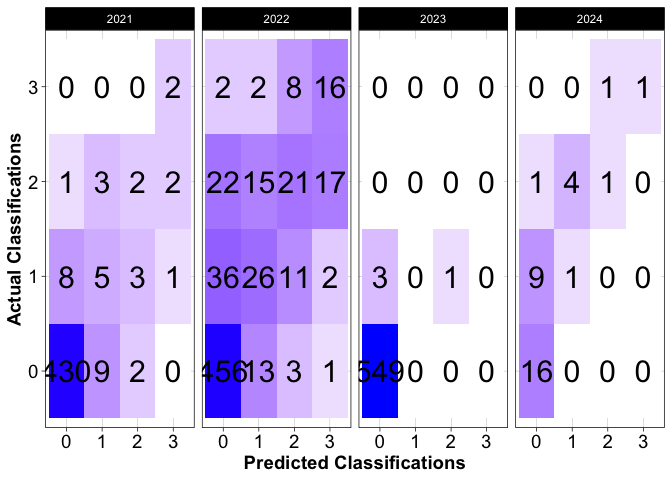 2021 2022 2023 2024
3 0 0 0 2 2 2 8 16 0 0 0 0 0 0 1 1
2 1 3 2 2 22 15 21 17 0 0 0 0 1 4 1 0
1 8 5 3 1 36 26 11 2 3 0 1 0 9 1 0 0
0 430 9 2 0 456 13 3 1 549 0 0 0 16 0 0 0
0 1 2 3 0 1 2 3 0 1 2 3 0 1 2 3
Actual Classifications
Predicted Classifications